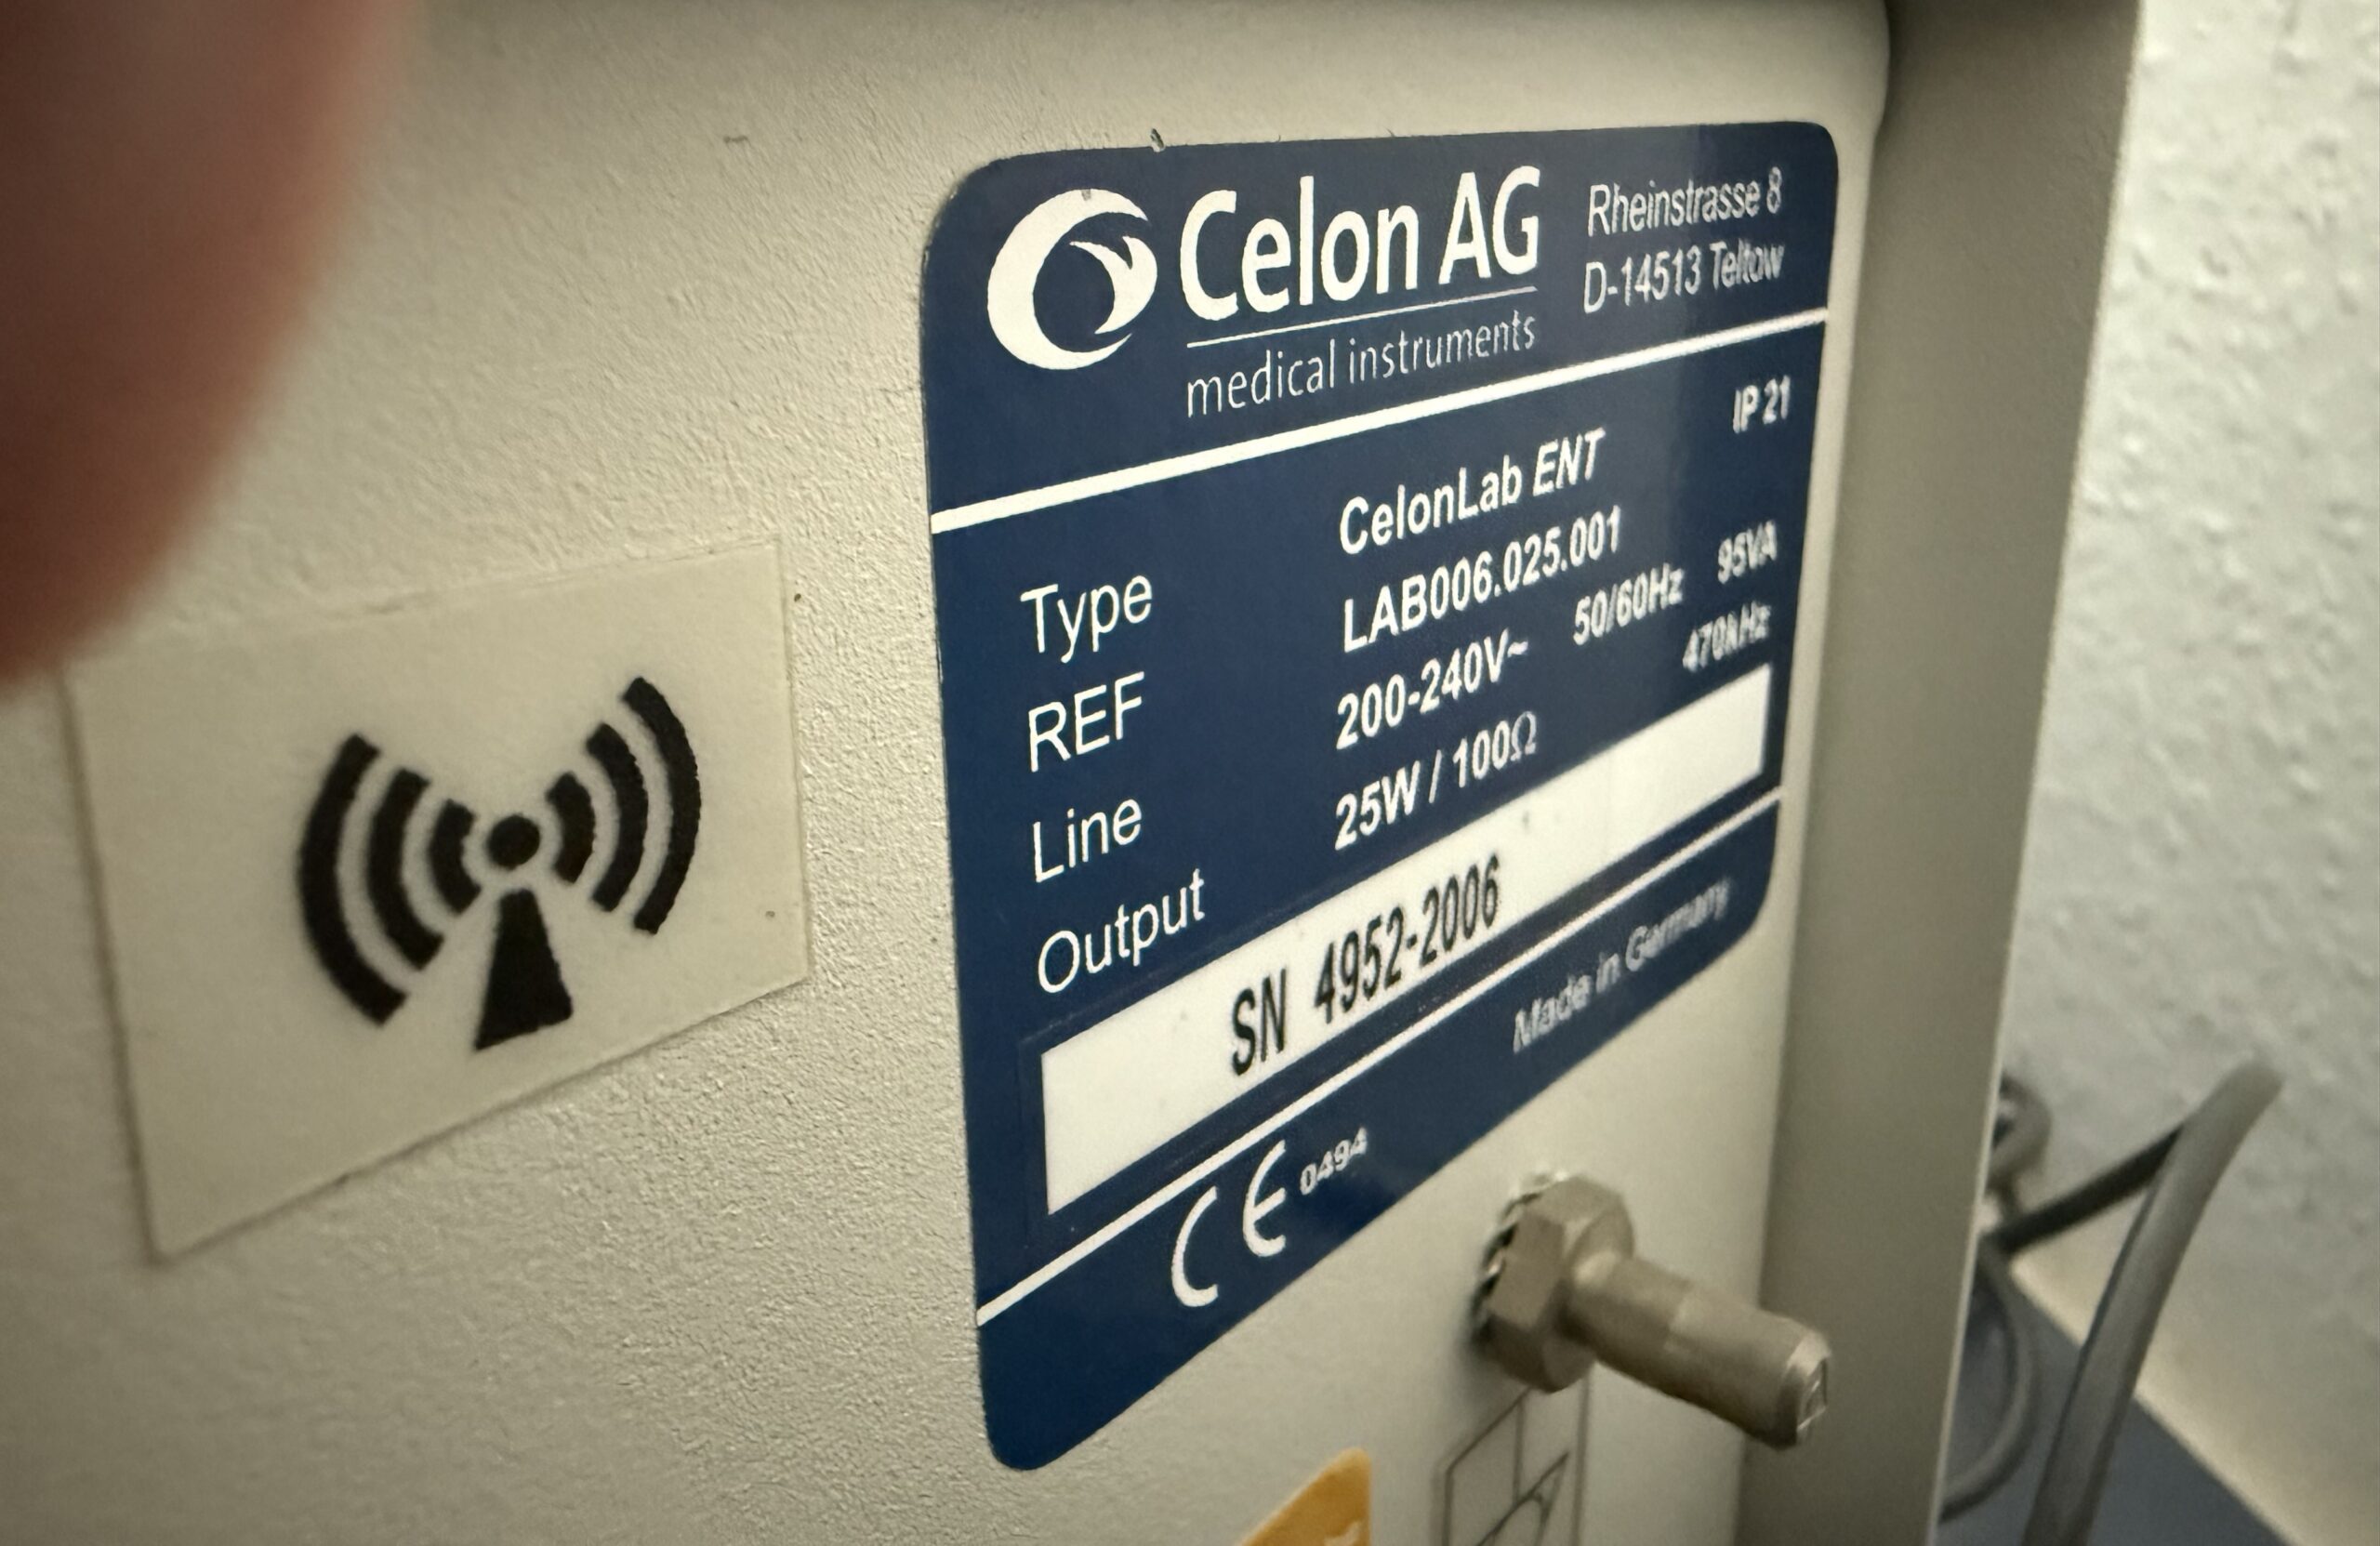 Celon AG
medical instruments
Rheinstrasse 8
D-14513 Teltow
IP 21
Type CelonLab ENT
REF LAB006.025.001
Line 200-240V~ 50/60Hz 95VA
Output 25W / 100Ω 470kHz
SN 4952-2006
CE 0494 Made in Germany